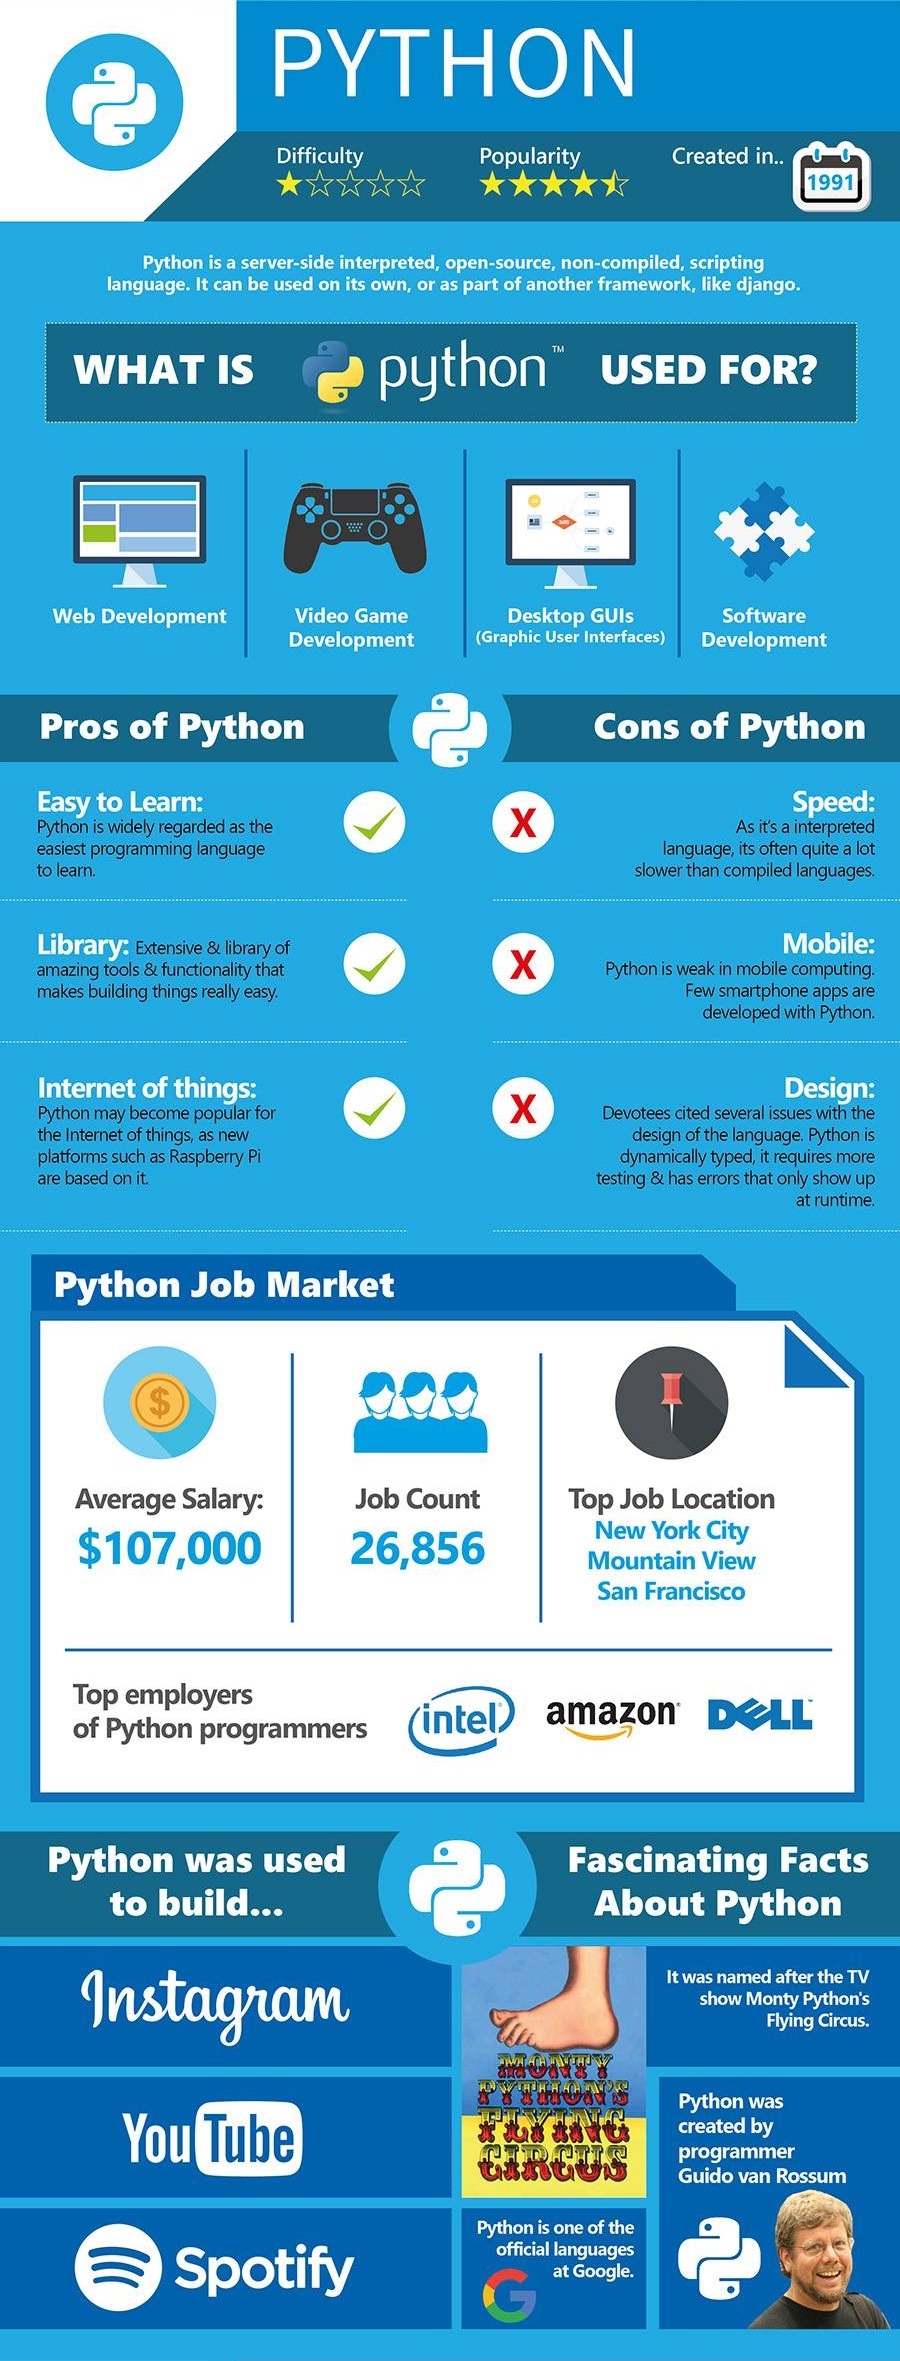 PYTHON
Difficulty
Popularity
Created in..
1991
Python is a server-side interpreted, open-source, non-compiled, scripting
language. It can be used on its own, or as part of another framework, like django.
WHAT IS python™ USED FOR?
Web Development
Video Game
Development
Desktop GUIs
(Graphic User Interfaces)
Software
Development
Pros of Python
Cons of Python
Easy to Learn:
Python is widely regarded as the
easiest programming language
to learn.
X
Speed:
As it's a interpreted
language, its often quite a lot
slower than compiled languages.
Library: Extensive & library of
amazing tools & functionality that
makes building things really easy.
X
Mobile:
Python is weak in mobile computing.
Few smartphone apps are
developed with Python.
Internet of things:
Python may become popular for
the Internet of things, as new
platforms such as Raspberry Pi
are based on it.
X
Design:
Devotees cited several issues with the
design of the language. Python is
dynamically typed, it requires more
testing & has errors that only show up
at runtime.
Python Job Market
$
Average Salary:
$107,000
Job Count
26,856
Top Job Location
New York City
Mountain View
San Francisco
Top employers
of Python programmers
intel®
amazon®
DELL™
Python was used
to build...
Fascinating Facts
About Python
Instagram
YouTube
Spotify
MONTY
PYTHON'S
FLYING
CIRCUS
It was named after the TV
show Monty Python's
Flying Circus.
Python was
created by
programmer
Guido van Rossum
Python is one of the
official languages
at Google.
G